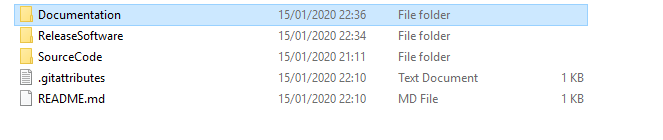 Documentation 15/01/2020 22:36 File folder
ReleaseSoftware 15/01/2020 22:34 File folder
SourceCode 15/01/2020 21:11 File folder
.gitattributes 15/01/2020 22:10 Text Document 1 KB
README.md 15/01/2020 22:10 MD File 1 KB